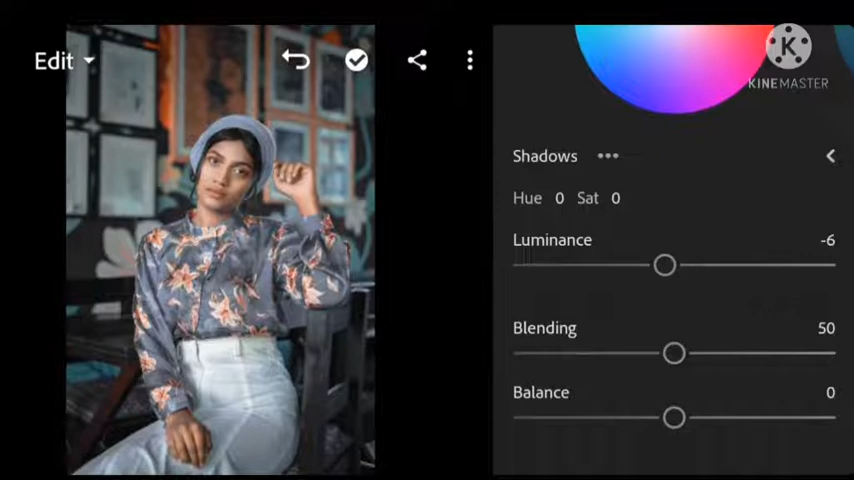 Edit
KINEMASTER
Shadows
Hue 0 Sat 0
Luminance -6
Blending 50
Balance 0